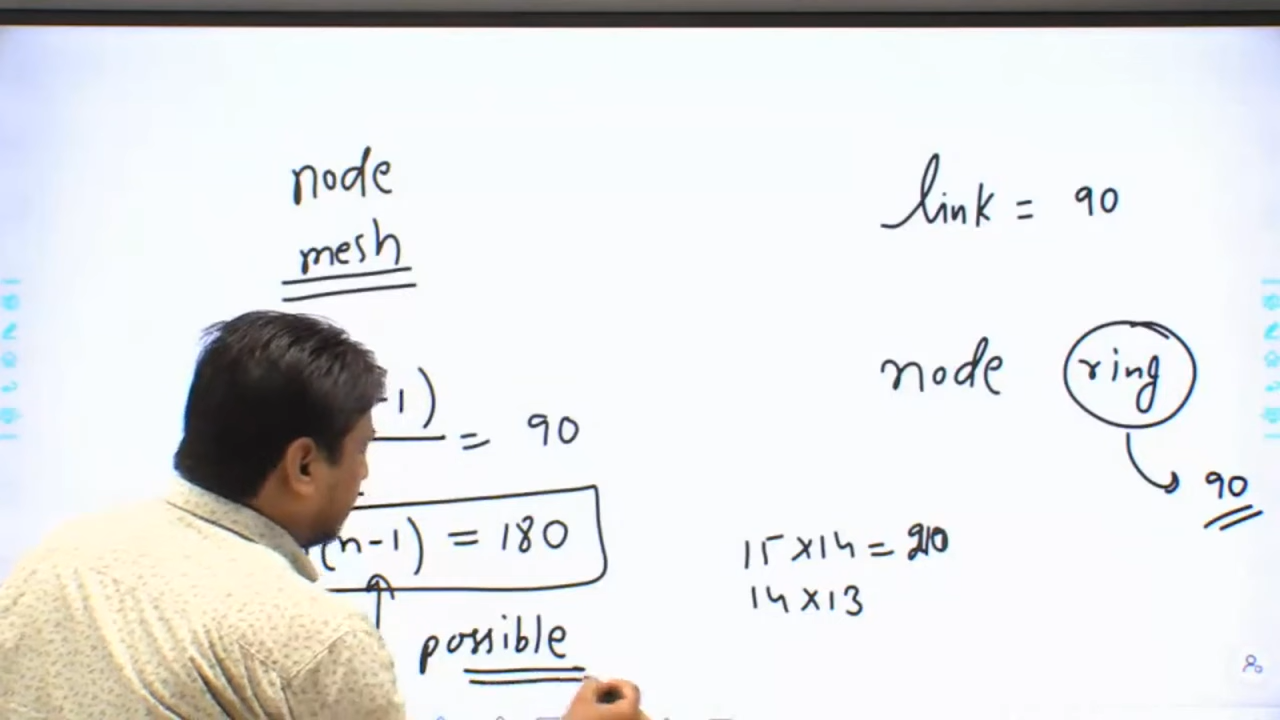 node
mesh
-1)
= 90
(n-1) = 180
possible
link = 90
node ring
90
15 x 14 = 210
14 x 13